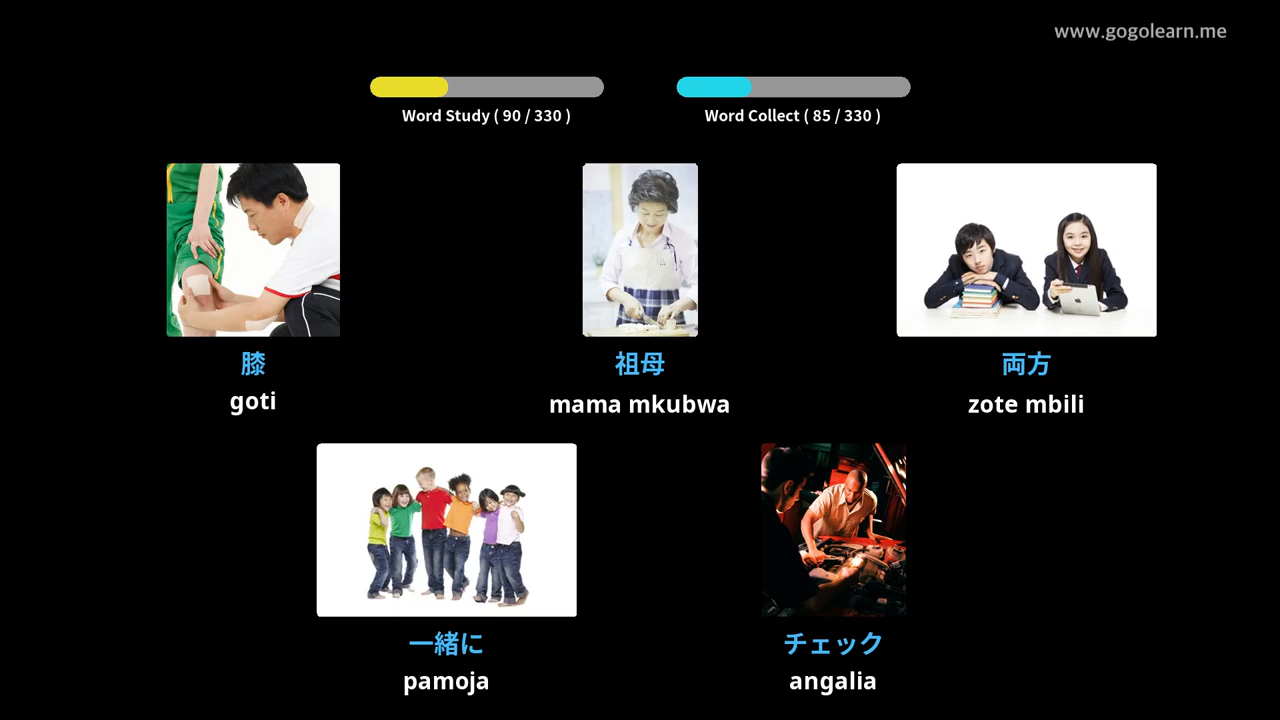 www.gogolearn.me
Word Study ( 90 / 330 )
Word Collect ( 85 / 330 )
膝
goti
祖母
mama mkubwa
両方
zote mbili
一緒に
pamoja
チェック
angalia